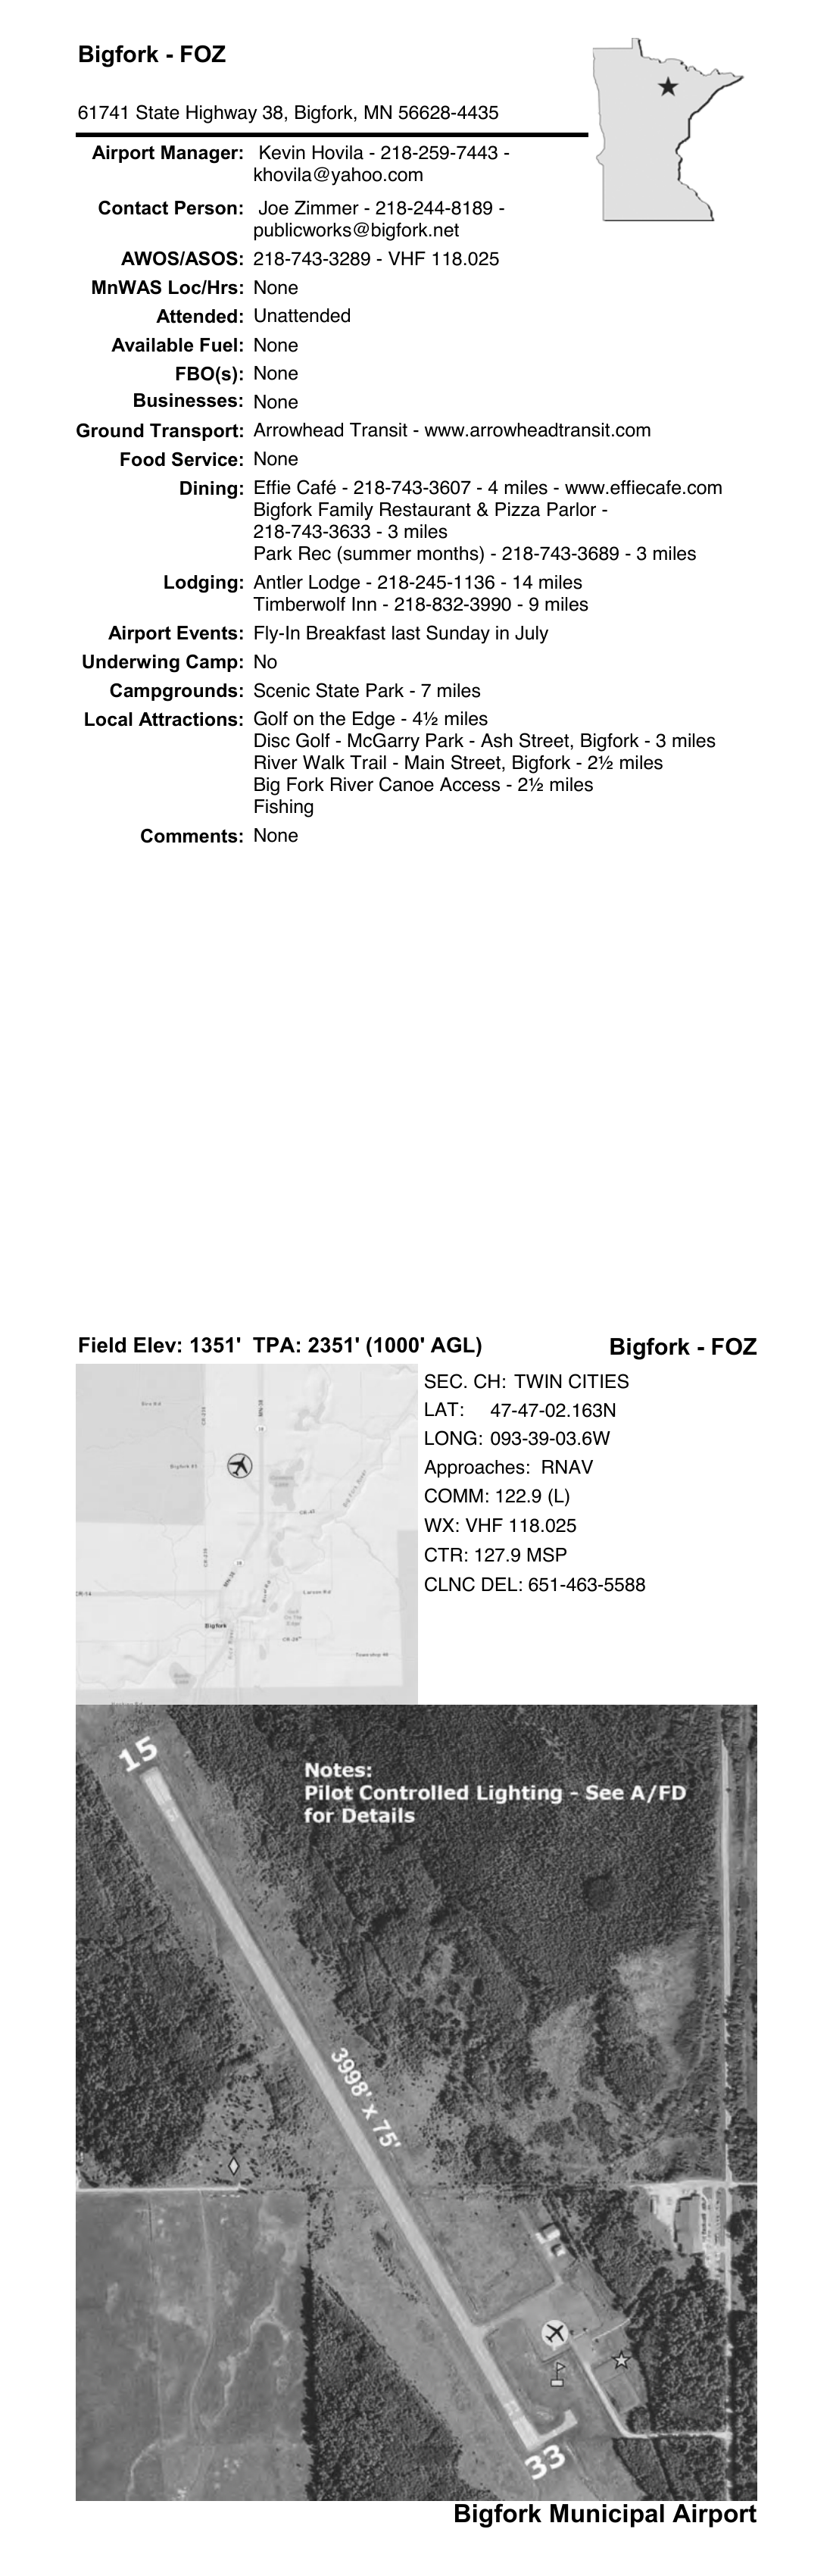 Bigfork - FOZ
61741 State Highway 38, Bigfork, MN 56628-4435
Airport Manager: Kevin Hovila - 218-259-7443 -
khovila@yahoo.com
Contact Person: Joe Zimmer - 218-244-8189 -
publicworks@bigfork.net
AWOS/ASOS: 218-743-3289 - VHF 118.025
MnWAS Loc/Hrs: None
Attended: Unattended
Available Fuel: None
FBO(s): None
Businesses: None
Ground Transport: Arrowhead Transit - www.arrowheadtransit.com
Food Service: None
Dining: Effie Café - 218-743-3607 - 4 miles - www.effiecafe.com
Bigfork Family Restaurant & Pizza Parlor -
218-743-3633 - 3 miles
Park Rec (summer months) - 218-743-3689 - 3 miles
Lodging: Antler Lodge - 218-245-1136 - 14 miles
Timberwolf Inn - 218-832-3990 - 9 miles
Airport Events: Fly-In Breakfast last Sunday in July
Underwing Camp: No
Campgrounds: Scenic State Park - 7 miles
Local Attractions: Golf on the Edge - 4½ miles
Disc Golf - McGarry Park - Ash Street, Bigfork - 3 miles
River Walk Trail - Main Street, Bigfork - 2½ miles
Big Fork River Canoe Access - 2½ miles
Fishing
Comments: None
Field Elev: 1351' TPA: 2351' (1000' AGL)
Bigfork - FOZ
SEC. CH: TWIN CITIES
LAT: 47-47-02.163N
LONG: 093-39-03.6W
Approaches: RNAV
COMM: 122.9 (L)
WX: VHF 118.025
CTR: 127.9 MSP
CLNC DEL: 651-463-5588
MN-38
Big Fork River
Larson Rd
MN-38
Bigfork
15
Notes:
Pilot Controlled Lighting - See A/FD
for Details
3998' x 75'
33
Bigfork Municipal Airport